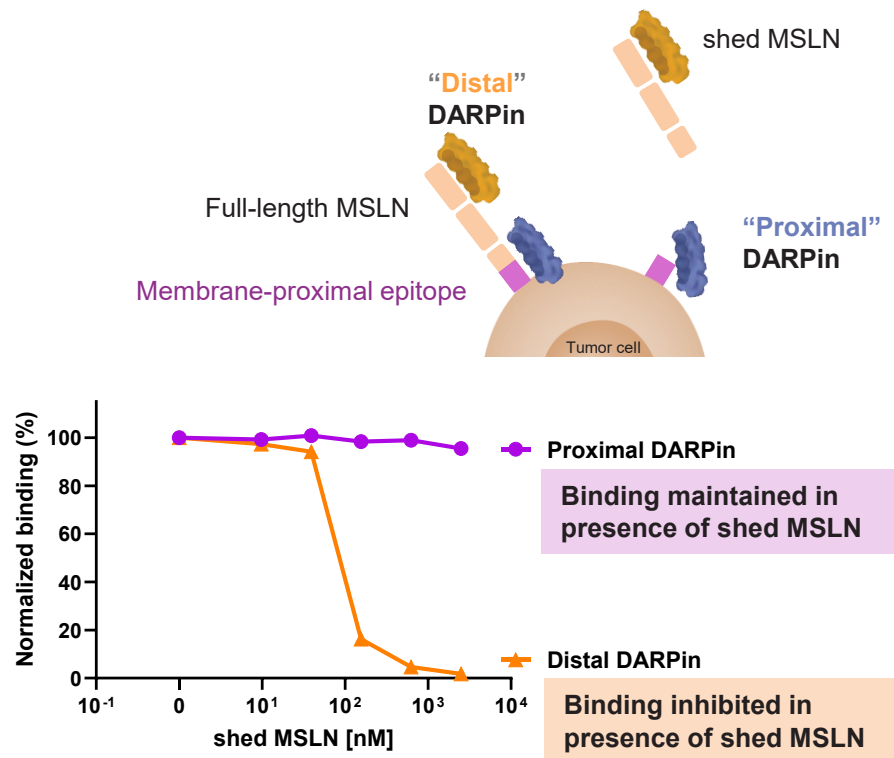 shed MSLN
“Distal”
DARPin
Full-length MSLN
“Proximal”
DARPin
Membrane-proximal epitope
Tumor cell
Normalized binding (%)
100
80
60
40
20
0
10-1
0
10¹
10²
10³
10⁴
shed MSLN [nM]
Proximal DARPin
Binding maintained in
presence of shed MSLN
Distal DARPin
Binding inhibited in
presence of shed MSLN